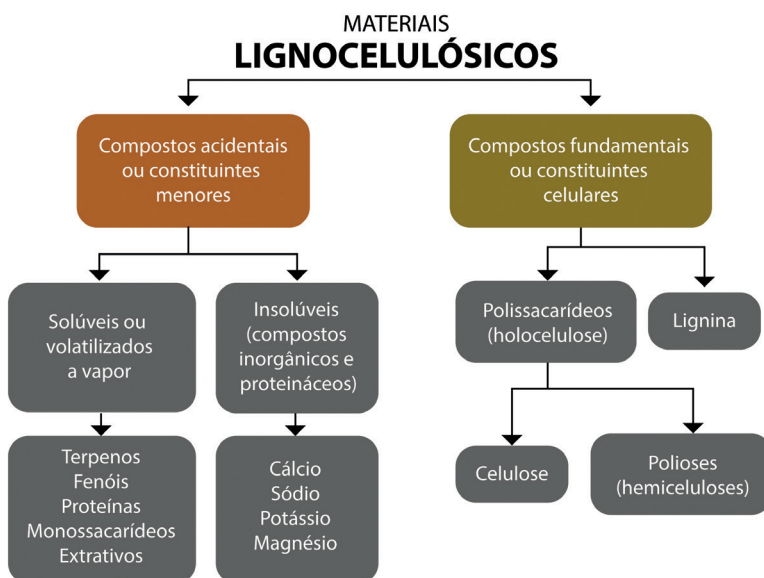 MATERIAIS
LIGNOCELULÓSICOS
Compostos acidentais
ou constituintes
menores
Compostos fundamentais
ou constituintes
celulares
Solúveis ou
volatilizados
a vapor
Insolúveis
(compostos
inorgânicos e
proteináceos)
Polissacarídeos
(holocelulose)
Lignina
Terpenos
Fenóis
Proteínas
Monossacarídeos
Extrativos
Cálcio
Sódio
Potássio
Magnésio
Celulose
Polioses
(hemiceluloses)